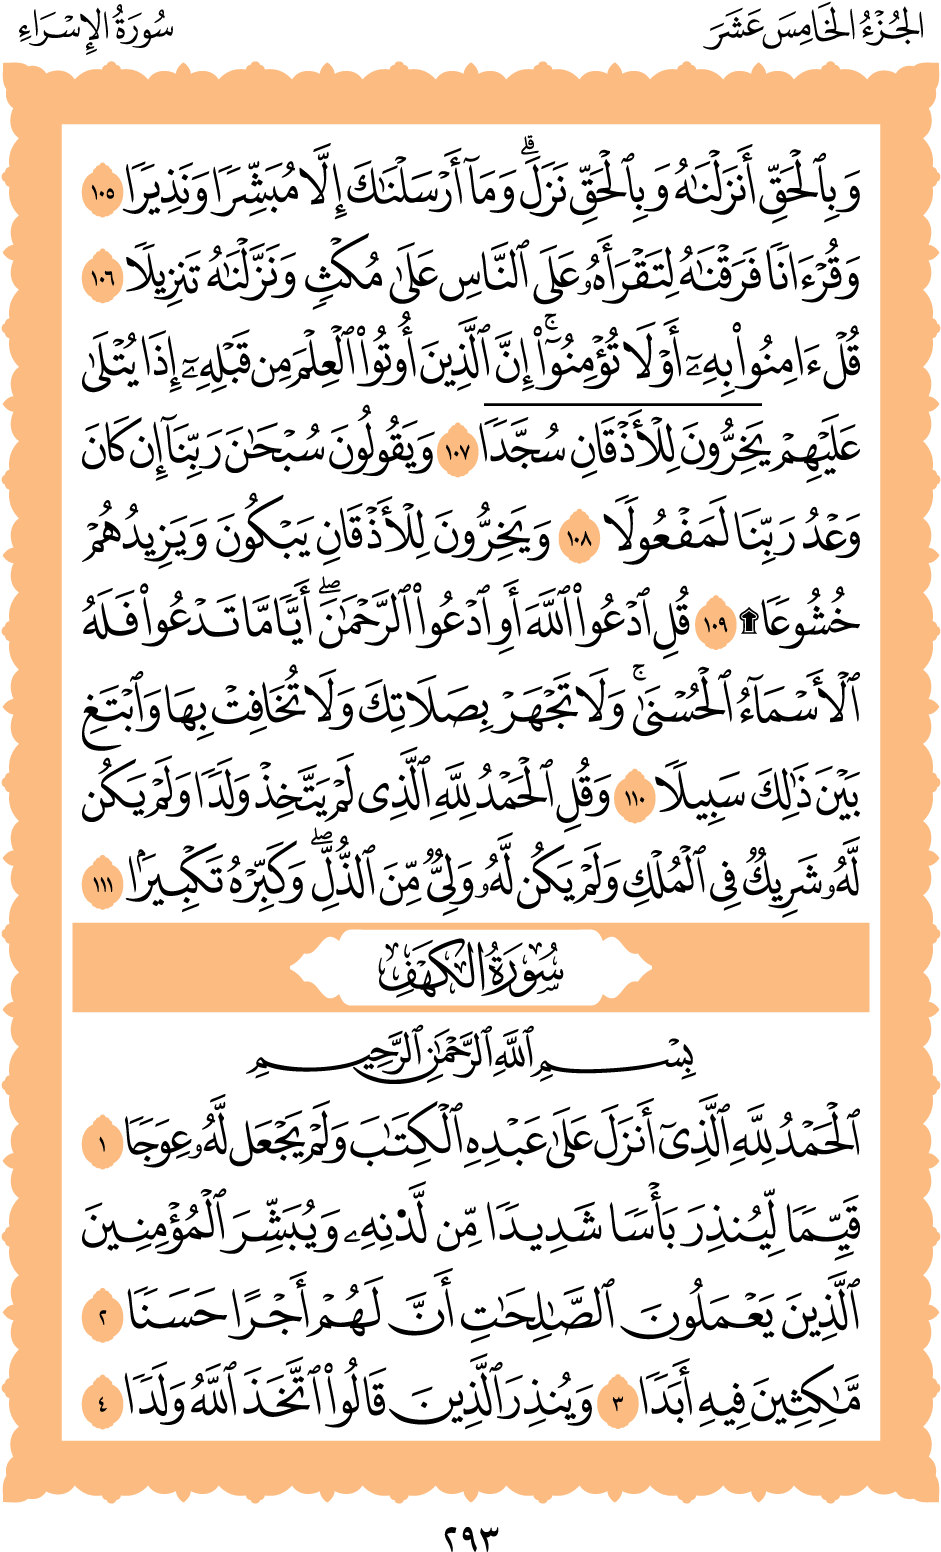 الجُزْءُ الخَامِسَ عَشَرَ
سُورَةُ الإِسْرَاءِ
وَبِٱلْحَقِّ أَنزَلْنَٰهُ وَبِٱلْحَقِّ نَزَلَۗ وَمَآ أَرْسَلْنَٰكَ إِلَّا مُبَشِّرًا وَنَذِيرًا ١٠٥
وَقُرْءَانًا فَرَقْنَٰهُ لِتَقْرَأَهُۥ عَلَى ٱلنَّاسِ عَلَىٰ مُكْثٍ وَنَزَّلْنَٰهُ تَنزِيلًا ١٠٦
قُلْ ءَامِنُوا۟ بِهِۦٓ أَوْ لَا تُؤْمِنُوٓا۟ۚ إِنَّ ٱلَّذِينَ أُوتُوا۟ ٱلْعِلْمَ مِن قَبْلِهِۦٓ إِذَا يُتْلَىٰ
عَلَيْهِمْ يَخِرُّونَ لِلْأَذْقَانِ سُجَّدًا ١٠٧ وَيَقُولُونَ سُبْحَٰنَ رَبِّنَآ إِن كَانَ
وَعْدُ رَبِّنَا لَمَفْعُولًا ١٠٨ وَيَخِرُّونَ لِلْأَذْقَانِ يَبْكُونَ وَيَزِيدُهُمْ
خُشُوعًا ۩ ١٠٩ قُلِ ٱدْعُوا۟ ٱللَّهَ أَوِ ٱدْعُوا۟ ٱلرَّحْمَٰنَۖ أَيًّا مَّا تَدْعُوا۟ فَلَهُ
ٱلْأَسْمَآءُ ٱلْحُسْنَىٰۚ وَلَا تَجْهَرْ بِصَلَاتِكَ وَلَا تُخَافِتْ بِهَا وَٱبْتَغِ
بَيْنَ ذَٰلِكَ سَبِيلًا ١١٠ وَقُلِ ٱلْحَمْدُ لِلَّهِ ٱلَّذِى لَمْ يَتَّخِذْ وَلَدًا وَلَمْ يَكُن
لَّهُۥ شَرِيكٌ فِى ٱلْمُلْكِ وَلَمْ يَكُن لَّهُۥ وَلِىٌّ مِّنَ ٱلذُّلِّۖ وَكَبِّرْهُ تَكْبِيرًۢا ١١١
سُورَةُ الكَهْفِ
بِسْمِ ٱللَّهِ ٱلرَّحْمَٰنِ ٱلرَّحِيمِ
ٱلْحَمْدُ لِلَّهِ ٱلَّذِىٓ أَنزَلَ عَلَىٰ عَبْدِهِ ٱلْكِتَٰبَ وَلَمْ يَجْعَل لَّهُۥ عِوَجًا ١
قَيِّمًا لِّيُنذِرَ بَأْسًا شَدِيدًا مِّن لَّدُنْهُ وَيُبَشِّرَ ٱلْمُؤْمِنِينَ
ٱلَّذِينَ يَعْمَلُونَ ٱلصَّٰلِحَٰتِ أَنَّ لَهُمْ أَجْرًا حَسَنًا ٢
مَّٰكِثِينَ فِيهِ أَبَدًا ٣ وَيُنذِرَ ٱلَّذِينَ قَالُوا۟ ٱتَّخَذَ ٱللَّهُ وَلَدًا ٤
٢٩٣